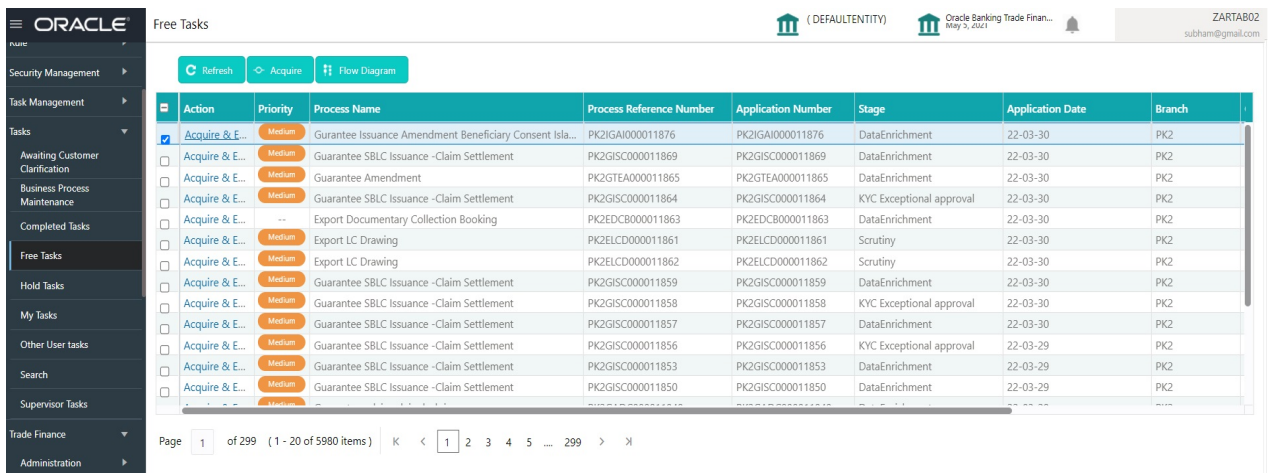 ORACLE
Free Tasks
( DEFAULTENTITY)
Oracle Banking Trade Finan...
May 5, 2021
ZARTAB02
subham@gmail.com
Rule
Security Management
Task Management
Tasks
Awaiting Customer
Clarification
Business Process
Maintenance
Completed Tasks
Free Tasks
Hold Tasks
My Tasks
Other User tasks
Search
Supervisor Tasks
Trade Finance
Administration
Refresh Acquire Flow Diagram
Action Priority Process Name Process Reference Number Application Number Stage Application Date Branch
Acquire & E... Medium Gurantee Issuance Amendment Beneficiary Consent Isla... PK2IGAI000011876 PK2IGAI000011876 DataEnrichment 22-03-30 PK2
Acquire & E... Medium Guarantee SBLC Issuance -Claim Settlement PK2GISC000011869 PK2GISC000011869 DataEnrichment 22-03-30 PK2
Acquire & E... Medium Guarantee Amendment PK2GTEA000011865 PK2GTEA000011865 DataEnrichment 22-03-30 PK2
Acquire & E... Medium Guarantee SBLC Issuance -Claim Settlement PK2GISC000011864 PK2GISC000011864 KYC Exceptional approval 22-03-30 PK2
Acquire & E... -- Export Documentary Collection Booking PK2EDCB000011863 PK2EDCB000011863 DataEnrichment 22-03-30 PK2
Acquire & E... Medium Export LC Drawing PK2ELCD000011861 PK2ELCD000011861 Scrutiny 22-03-30 PK2
Acquire & E... Medium Export LC Drawing PK2ELCD000011862 PK2ELCD000011862 Scrutiny 22-03-30 PK2
Acquire & E... Medium Guarantee SBLC Issuance -Claim Settlement PK2GISC000011859 PK2GISC000011859 DataEnrichment 22-03-30 PK2
Acquire & E... Medium Guarantee SBLC Issuance -Claim Settlement PK2GISC000011858 PK2GISC000011858 KYC Exceptional approval 22-03-30 PK2
Acquire & E... Medium Guarantee SBLC Issuance -Claim Settlement PK2GISC000011857 PK2GISC000011857 DataEnrichment 22-03-30 PK2
Acquire & E... Medium Guarantee SBLC Issuance -Claim Settlement PK2GISC000011856 PK2GISC000011856 KYC Exceptional approval 22-03-29 PK2
Acquire & E... Medium Guarantee SBLC Issuance -Claim Settlement PK2GISC000011853 PK2GISC000011853 DataEnrichment 22-03-29 PK2
Acquire & E... Medium Guarantee SBLC Issuance -Claim Settlement PK2GISC000011850 PK2GISC000011850 DataEnrichment 22-03-29 PK2
Page 1 of 299 ( 1 - 20 of 5980 items ) 1 2 3 4 5 .... 299